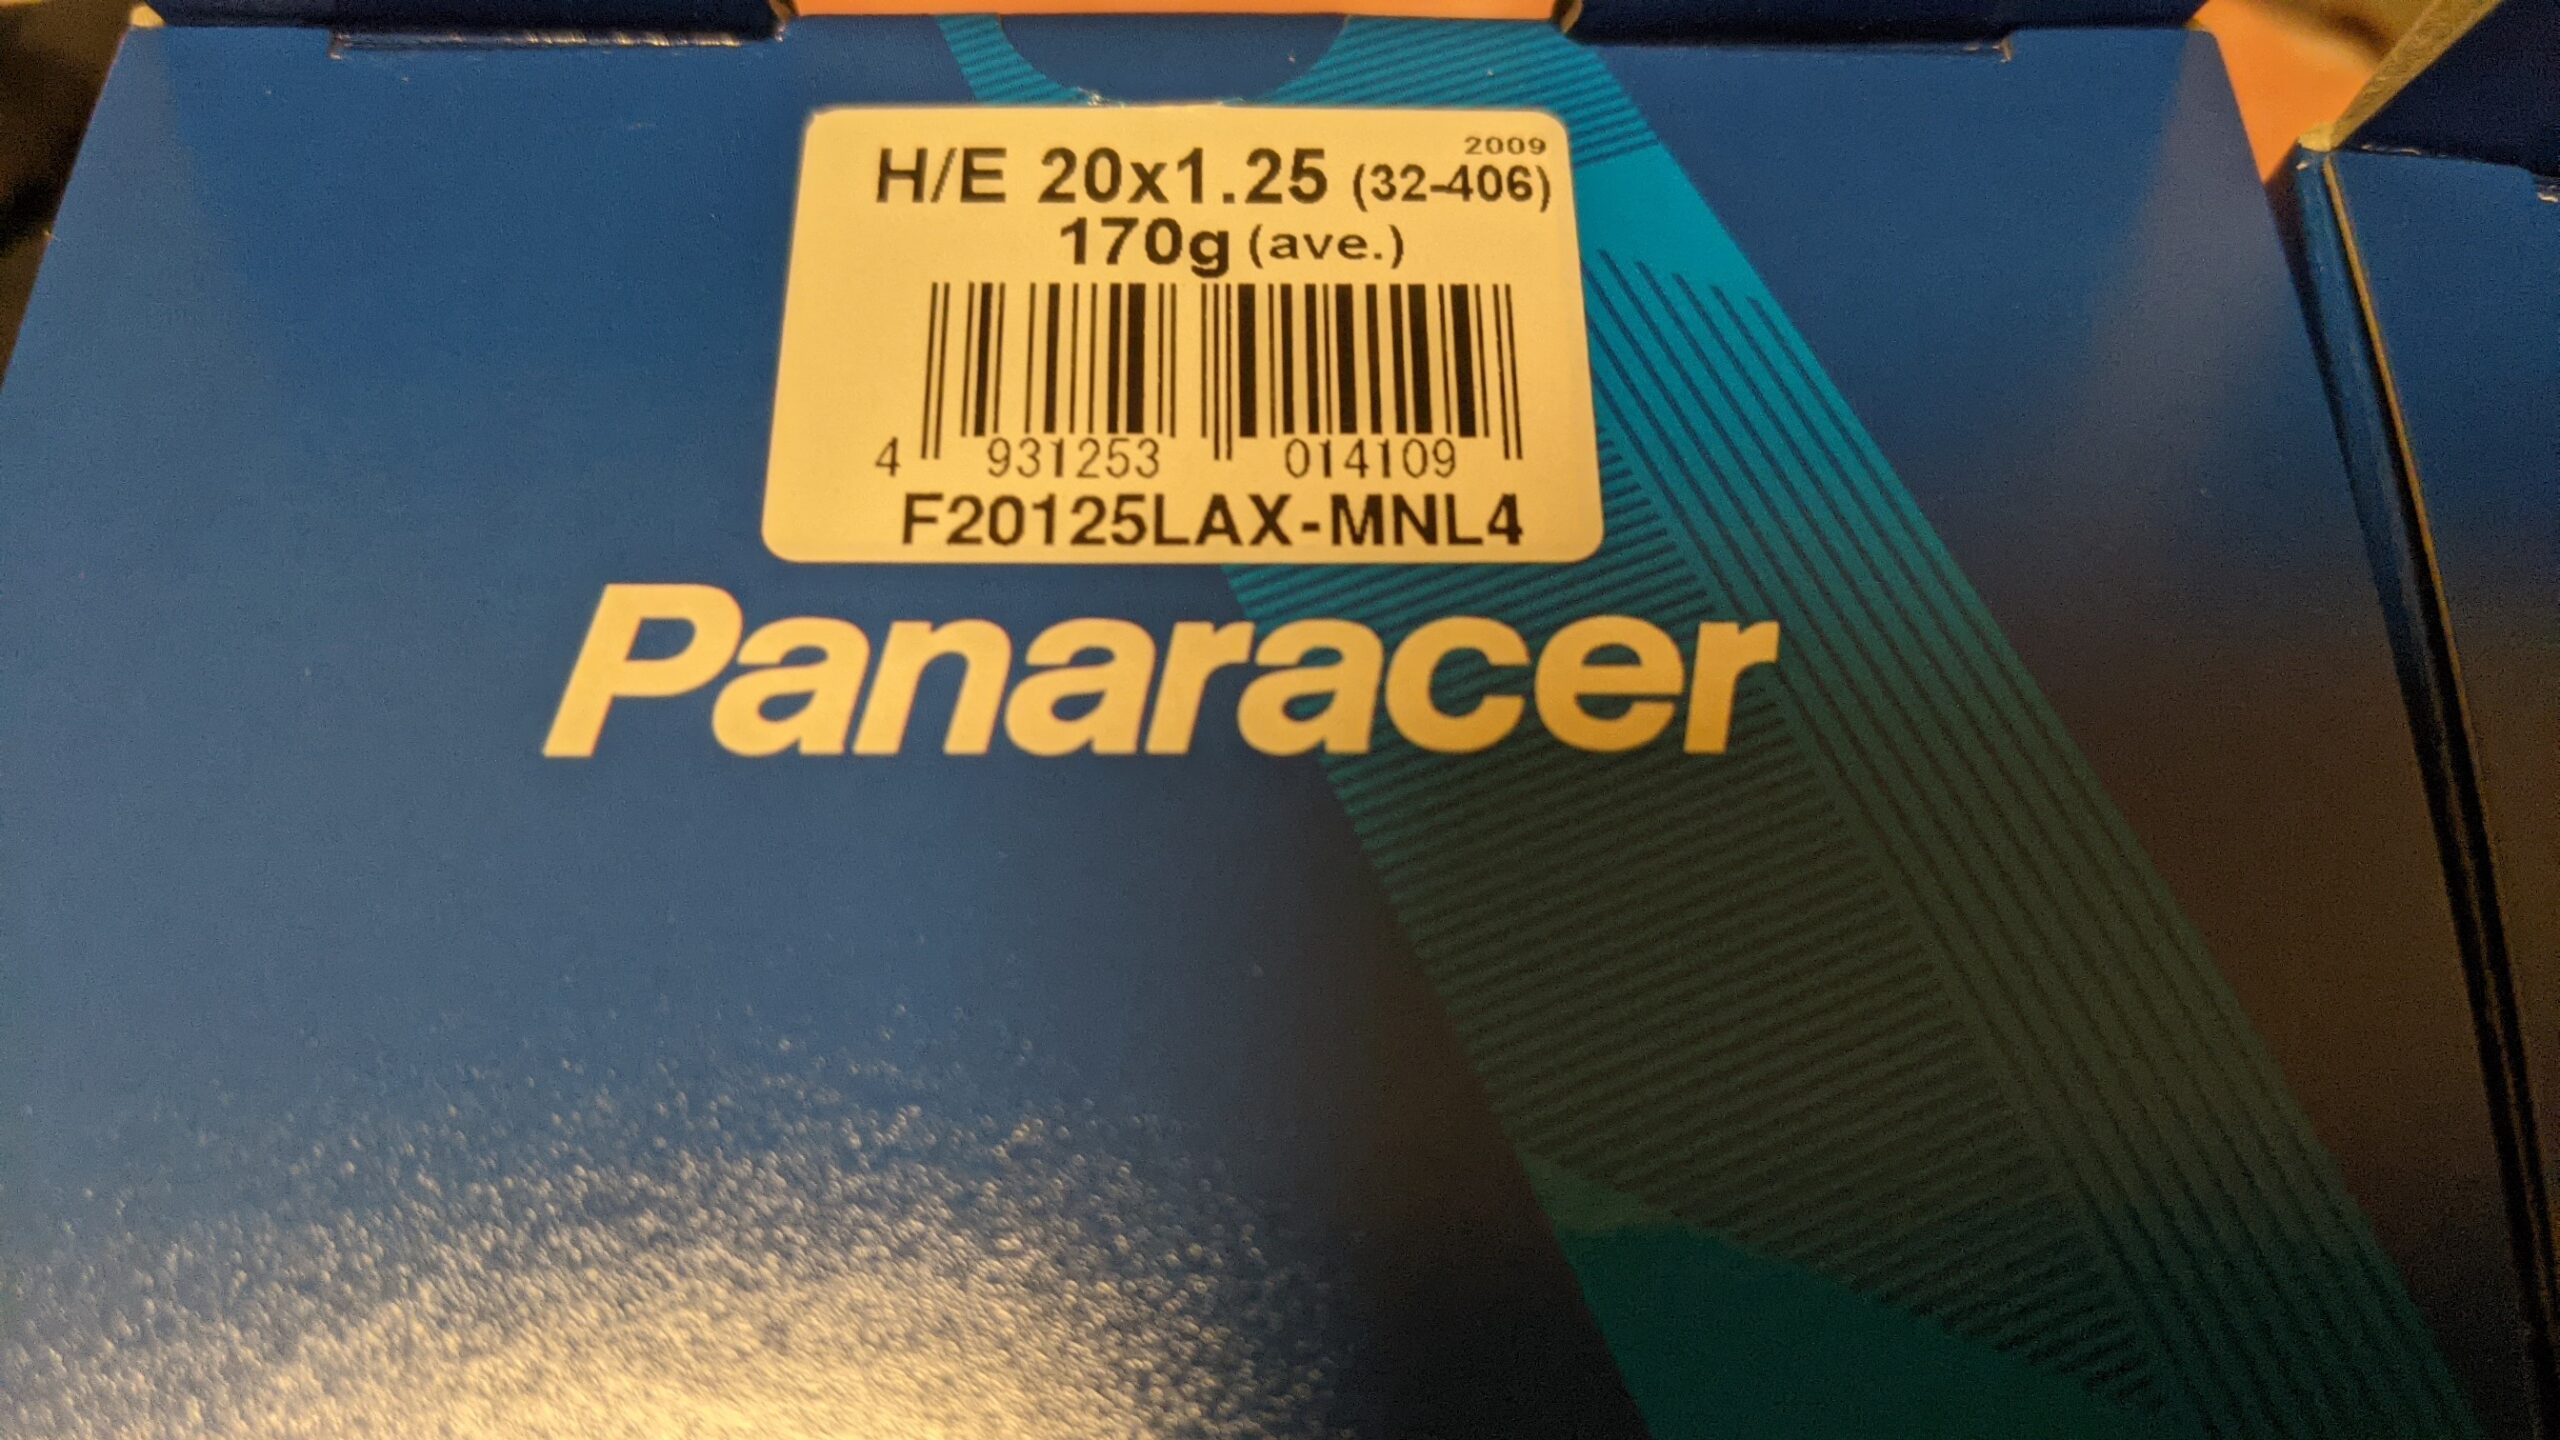 2009
H/E 20x1.25 (32-406)
170g (ave.)
4 931253 014109
F20125LAX-MNL4
Panaracer